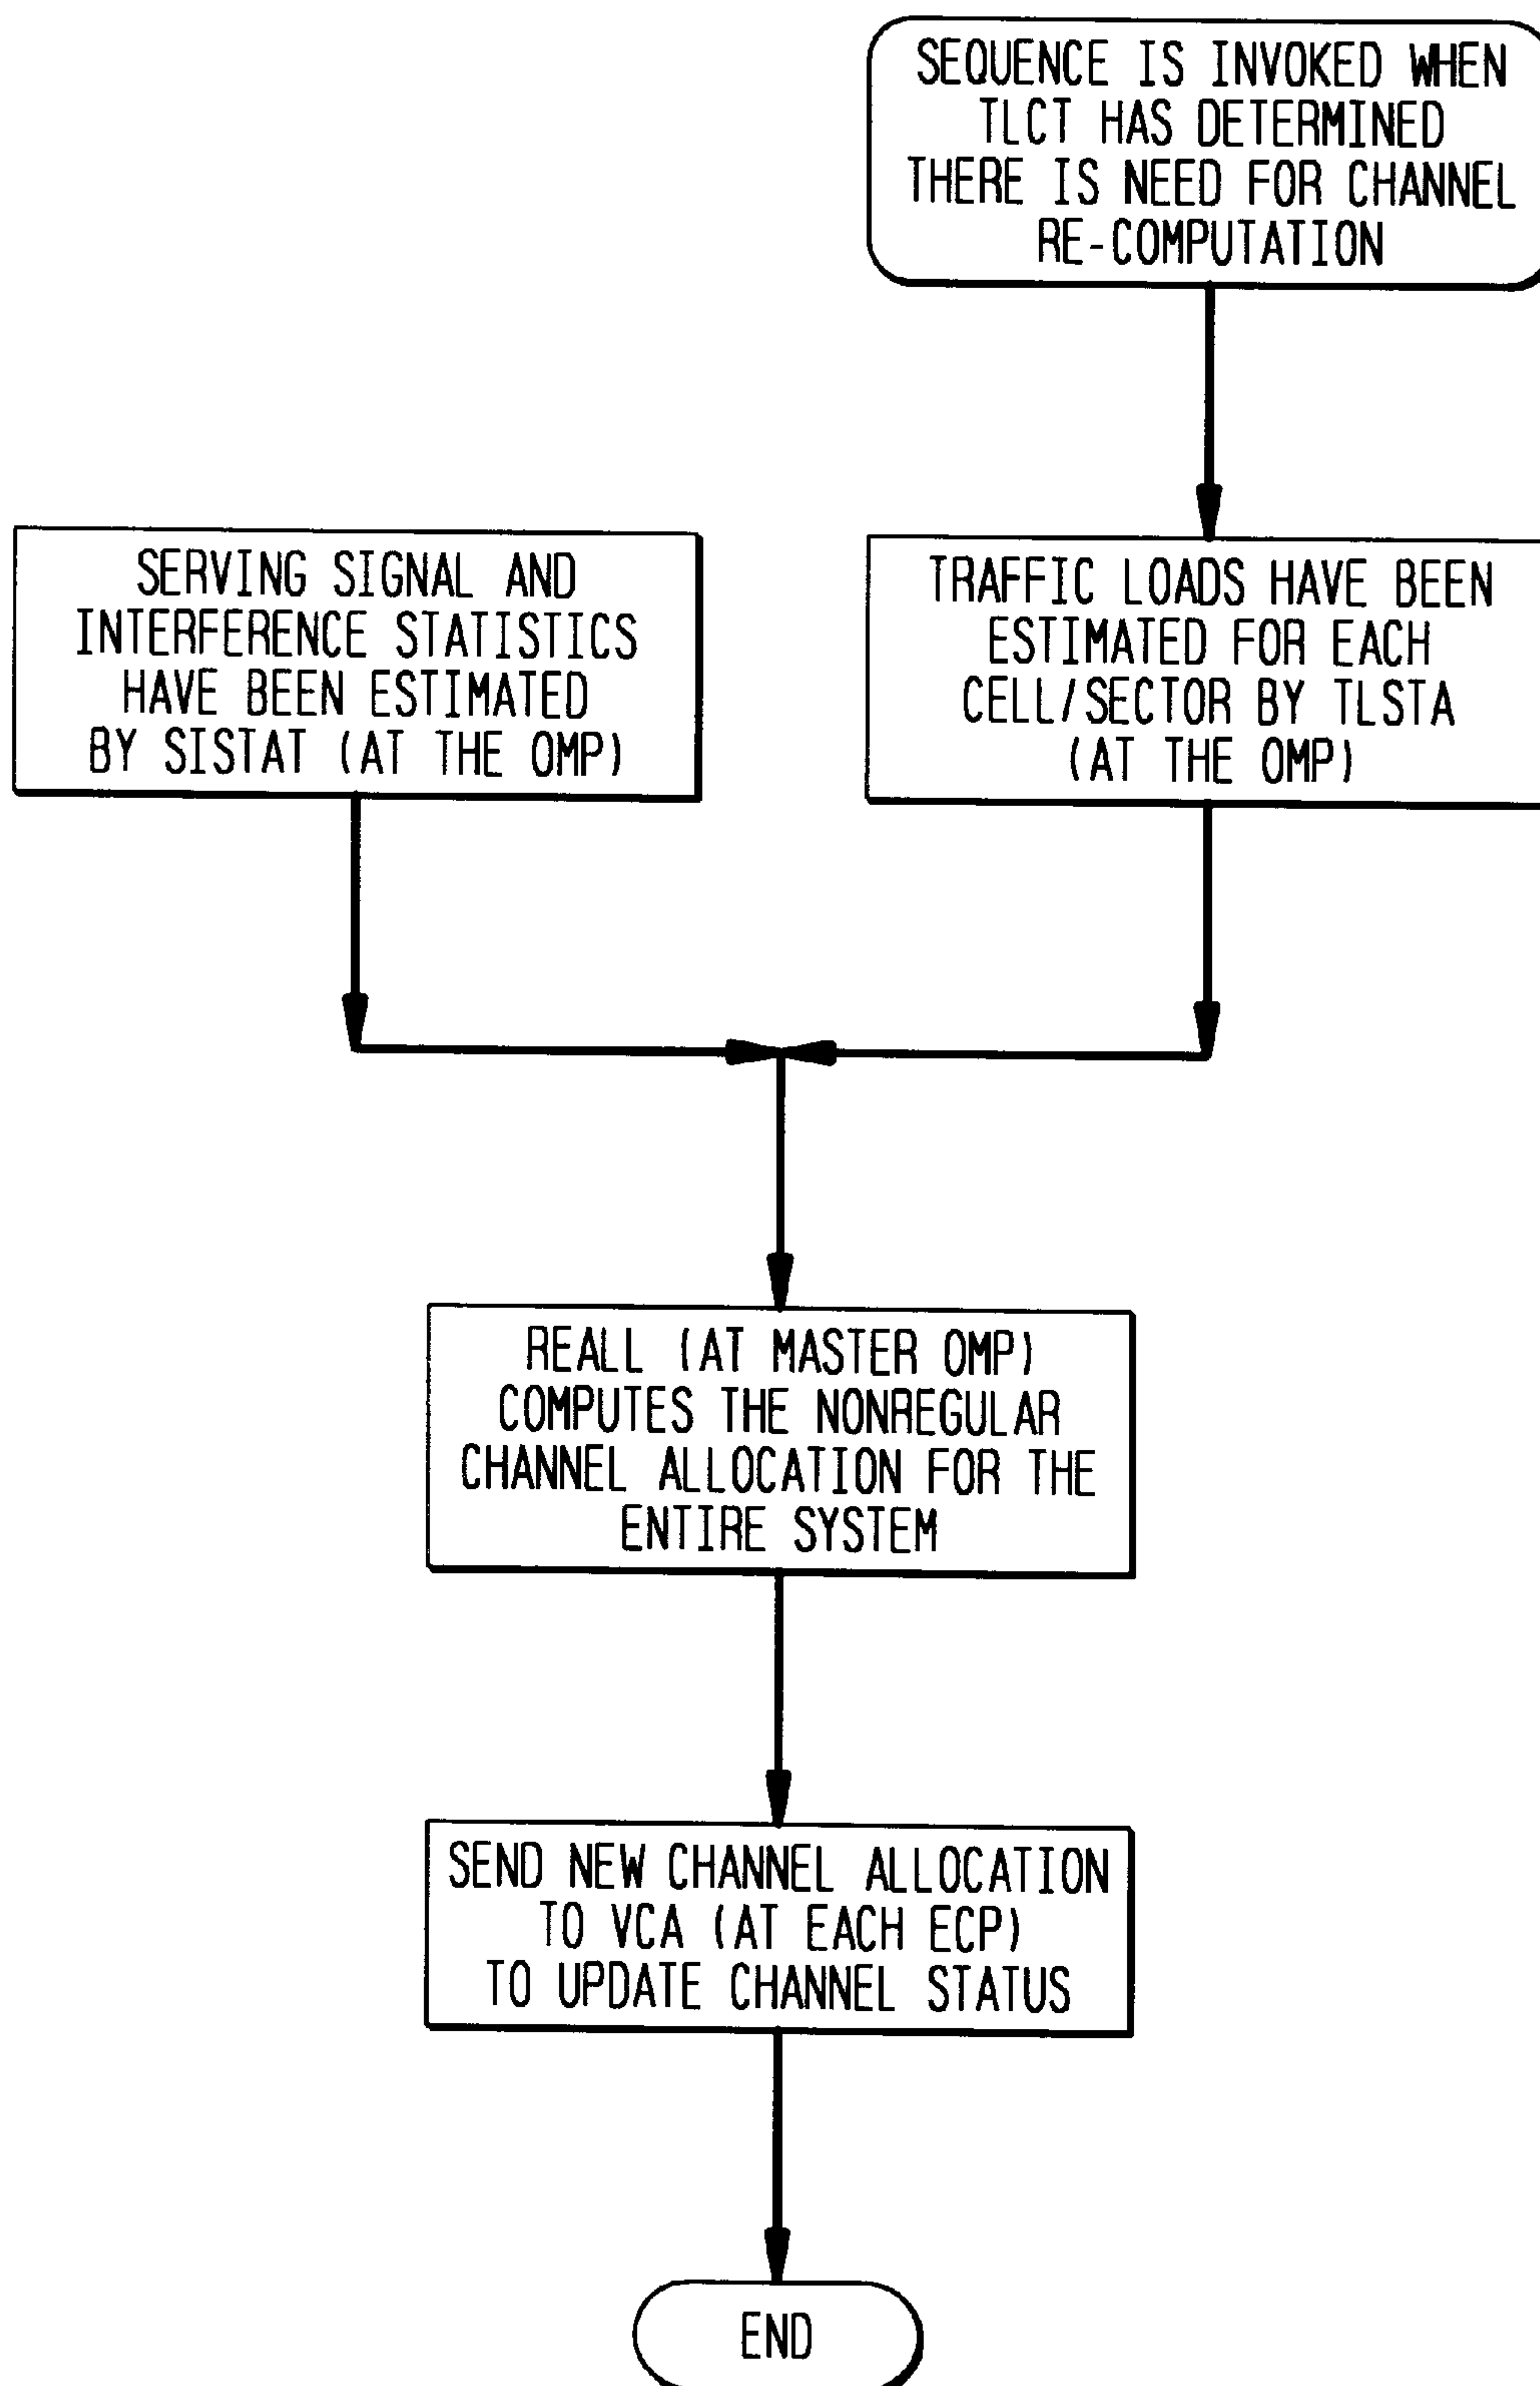 SEQUENCE IS INVOKED WHEN
TLCT HAS DETERMINED
THERE IS NEED FOR CHANNEL
RE-COMPUTATION
SERVING SIGNAL AND
INTERFERENCE STATISTICS
HAVE BEEN ESTIMATED
BY SISTAT (AT THE OMP)
TRAFFIC LOADS HAVE BEEN
ESTIMATED FOR EACH
CELL/SECTOR BY TLSTA
(AT THE OMP)
REALL (AT MASTER OMP)
COMPUTES THE NONREGULAR
CHANNEL ALLOCATION FOR THE
ENTIRE SYSTEM
SEND NEW CHANNEL ALLOCATION
TO VCA (AT EACH ECP)
TO UPDATE CHANNEL STATUS
END